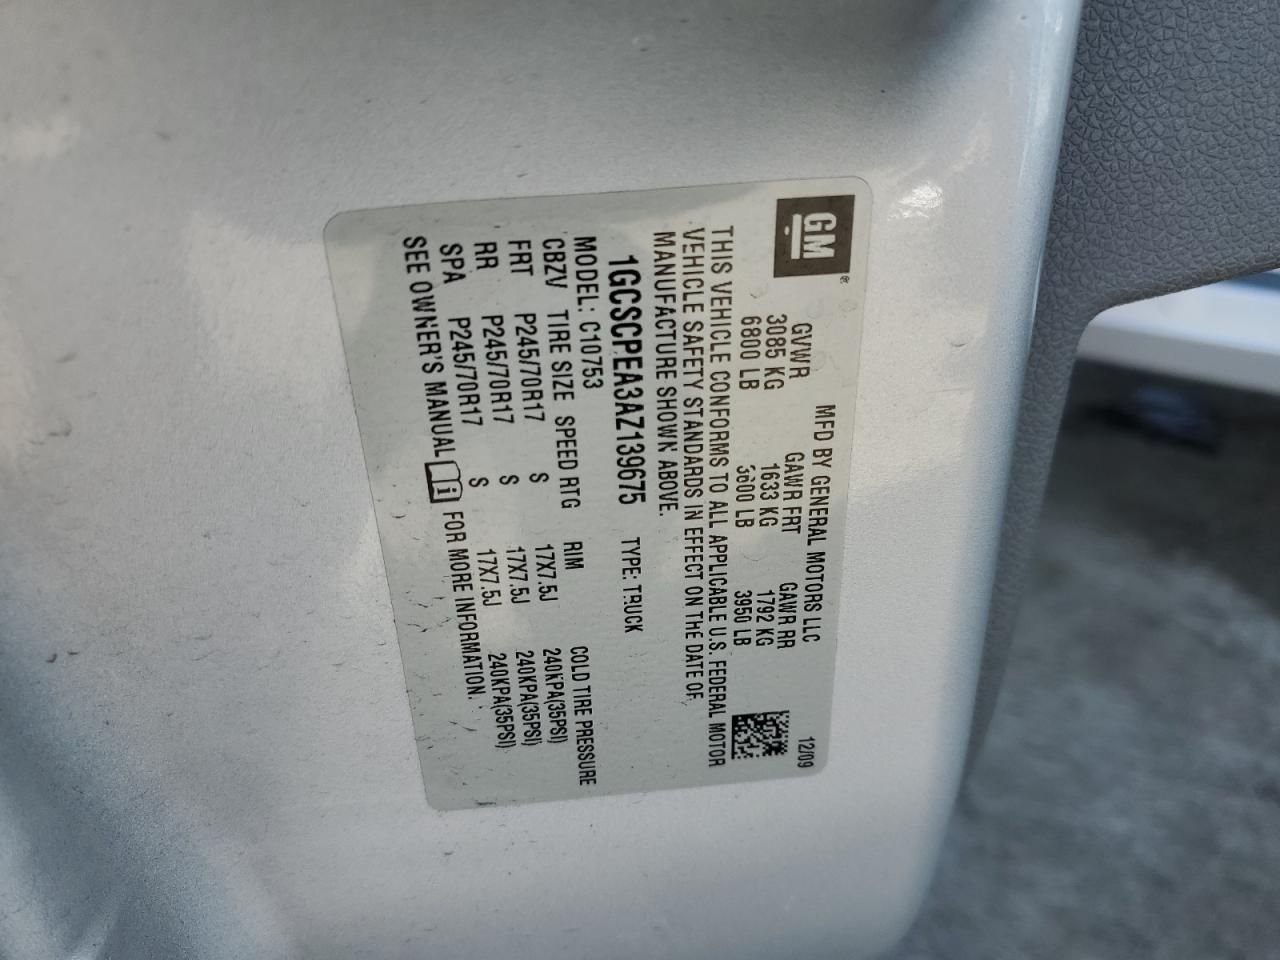 GM®
MFD BY GENERAL MOTORS LLC 12/09
GVWR GAWR FRT GAWR RR
3085 KG 1633 KG 1792 KG
6800 LB 3600 LB 3950 LB
THIS VEHICLE CONFORMS TO ALL APPLICABLE U.S. FEDERAL MOTOR
VEHICLE SAFETY STANDARDS IN EFFECT ON THE DATE OF
MANUFACTURE SHOWN ABOVE.
1GCSCPEA3AZ139675 TYPE: TRUCK
MODEL: C10753
CBZV TIRE SIZE SPEED RTG RIM COLD TIRE PRESSURE
FRT P245/70R17 S 17X7.5J 240KPA(35PSI)
RR P245/70R17 S 17X7.5J 240KPA(35PSI)
SPA P245/70R17 S 17X7.5J 240KPA(35PSI)
SEE OWNER'S MANUAL i FOR MORE INFORMATION.